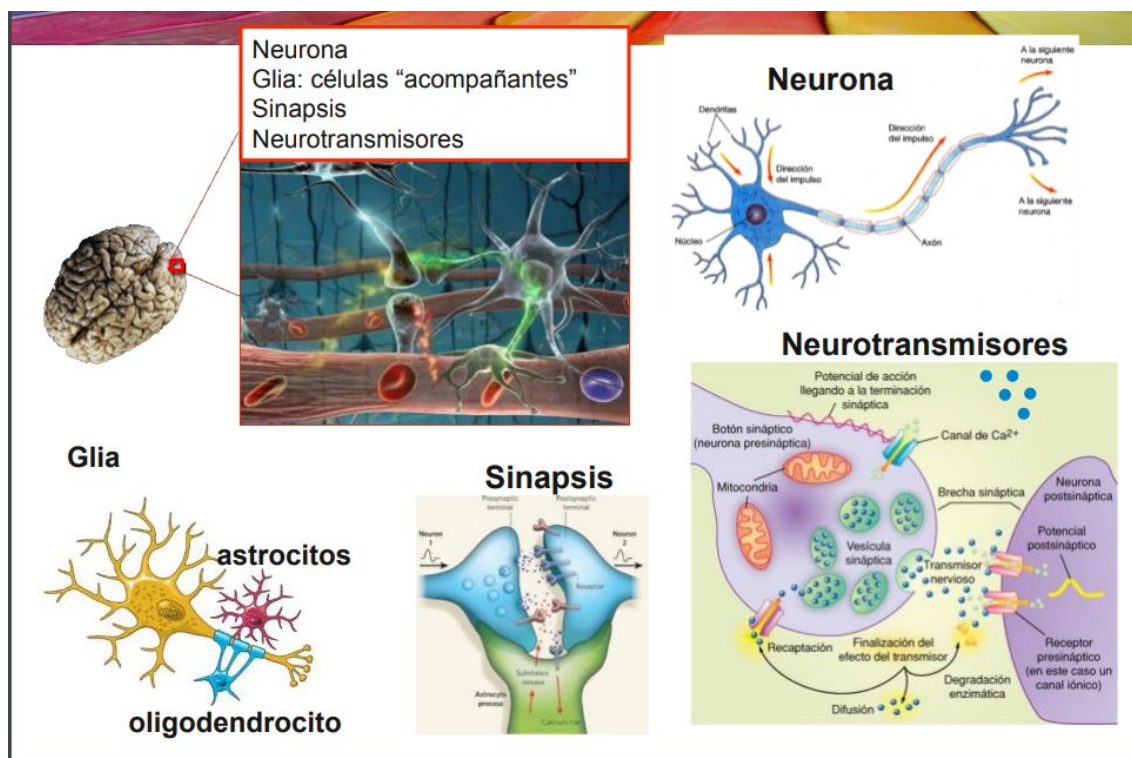 Neurona
Glia: células “acompañantes”
Sinapsis
Neurotransmisores
Neurona
A la siguiente
neurona
Dendritas
Dirección
del impulso
Dirección
del impulso
A la siguiente
neurona
Núcleo
Axón
Glia
astrocitos
oligodendrocito
Sinapsis
Presynaptic
terminal
Postsynaptic
terminal
Neuron
1
Neuron
2
Receptor
Substance
release
Astrocyte
process
Neurotransmisores
Potencial de acción
llegando a la terminación
sináptica
Botón sináptico
(neurona presináptica)
Canal de Ca2+
Mitocondria
Brecha sináptica
Neurona
postsináptica
Vesícula
sináptica
Transmisor
nervioso
Potencial
postsináptico
Recaptación
Finalización del
efecto del transmisor
Receptor
presináptico
(en este caso un
canal iónico)
Degradación
enzimática
Difusión